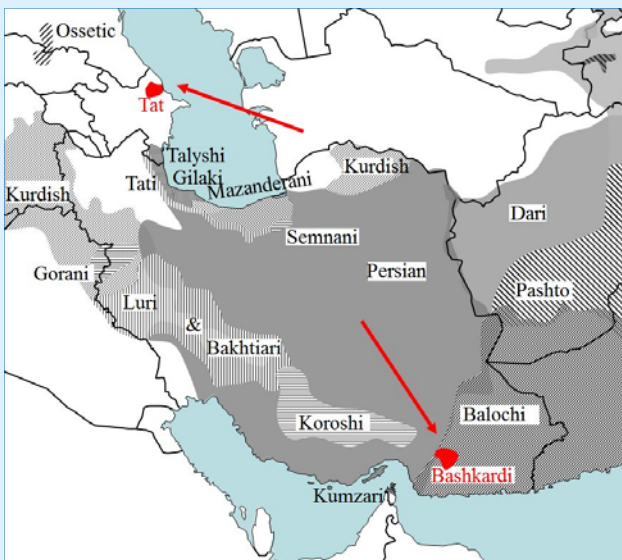 Ossetic
Tat
Talyshi
Gilaki
Mazanderani
Kurdish
Tati
Kurdish
Dari
Semnani
Gorani
Persian
Pashto
Luri
&
Bakhtiari
Koroshi
Balochi
Bashkardi
Kumzari